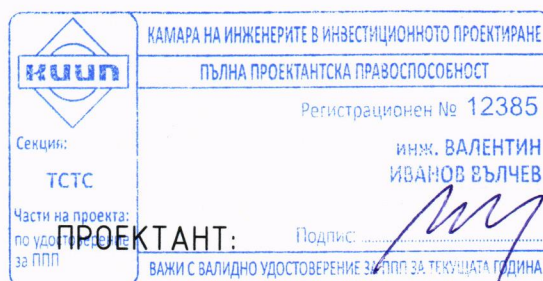 КАМАРА НА ИНЖЕНЕРИТЕ В ИНВЕСТИЦИОННОТО ПРОЕКТИРАНЕ
КИИП
ПЪЛНА ПРОЕКТАНТСКА ПРАВОСПОСОБНОСТ
Регистрационен № 12385
Секция:
ТСТС
инж. ВАЛЕНТИН
ИВАНОВ ВЪЛЧЕВ
Части на проекта:
по удостоверение
за ППП
ПРОЕКТАНТ:
Подпис:
ВАЖИ С ВАЛИДНО УДОСТОВЕРЕНИЕ ЗА ППП ЗА ТЕКУЩАТА ГОДИНА